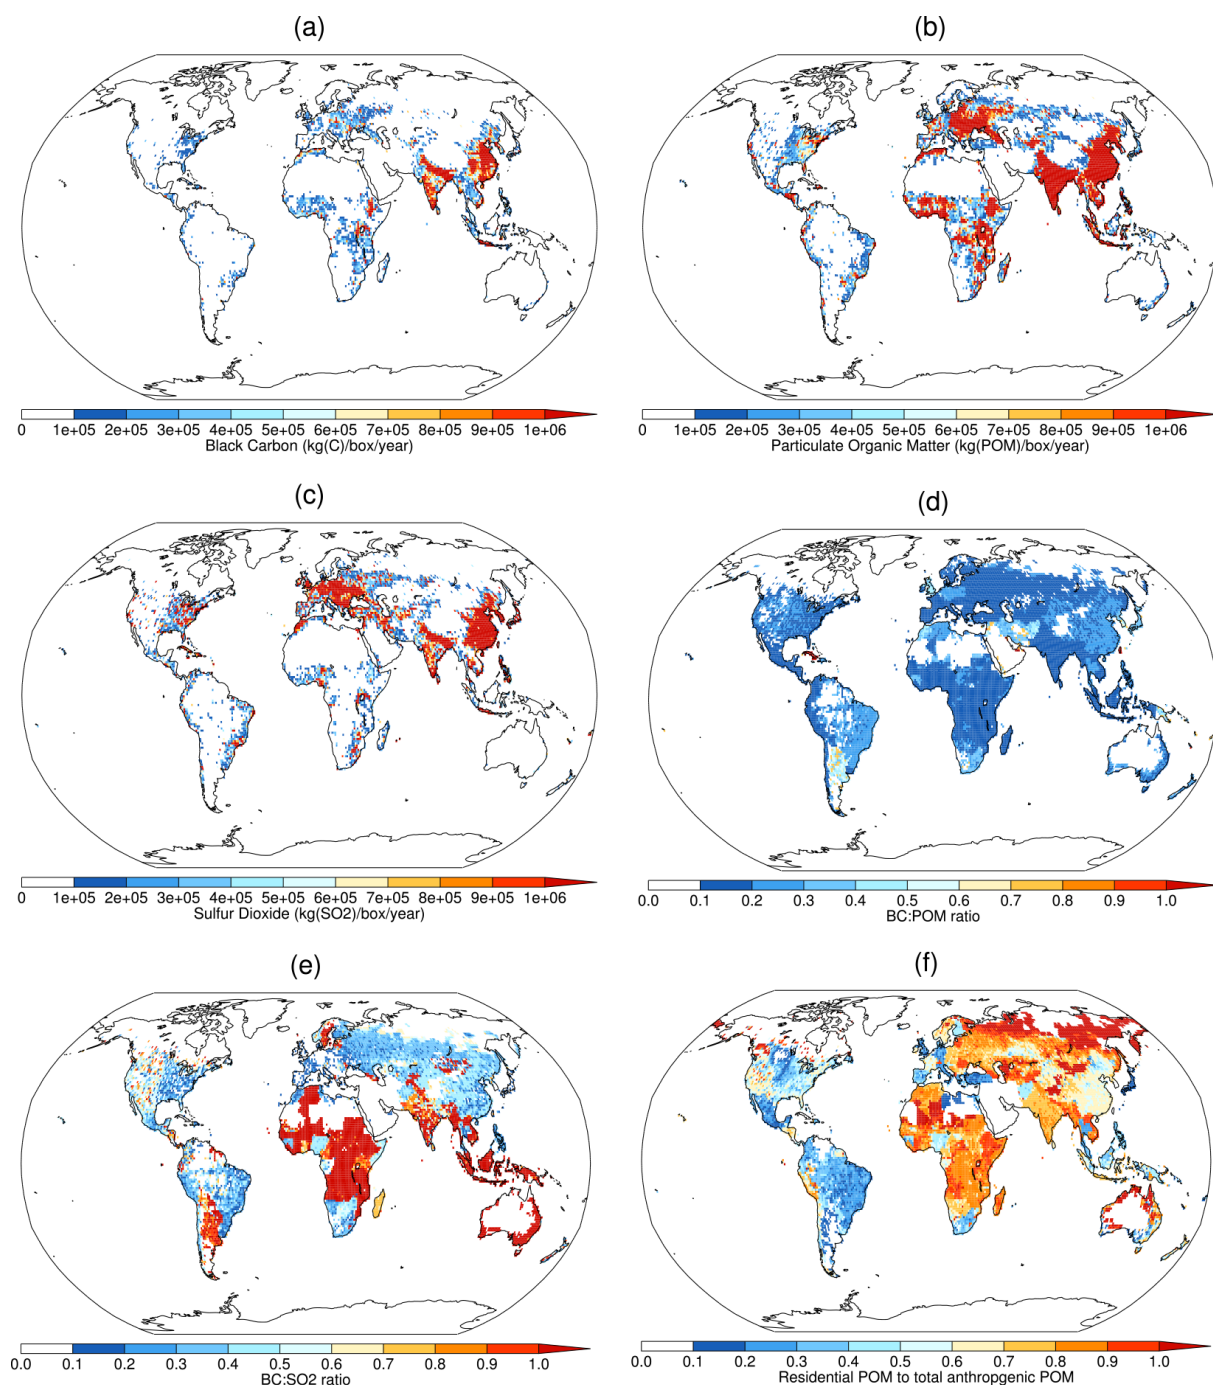 (a)
(b)
0 1e+05 2e+05 3e+05 4e+05 5e+05 6e+05 7e+05 8e+05 9e+05 1e+06
Black Carbon (kg(C)/box/year)
0 1e+05 2e+05 3e+05 4e+05 5e+05 6e+05 7e+05 8e+05 9e+05 1e+06
Particulate Organic Matter (kg(POM)/box/year)
(c)
(d)
0 1e+05 2e+05 3e+05 4e+05 5e+05 6e+05 7e+05 8e+05 9e+05 1e+06
Sulfur Dioxide (kg(SO2)/box/year)
0.0 0.1 0.2 0.3 0.4 0.5 0.6 0.7 0.8 0.9 1.0
BC:POM ratio
(e)
(f)
0.0 0.1 0.2 0.3 0.4 0.5 0.6 0.7 0.8 0.9 1.0
BC:SO2 ratio
0.0 0.1 0.2 0.3 0.4 0.5 0.6 0.7 0.8 0.9 1.0
Residential POM to total anthropgenic POM